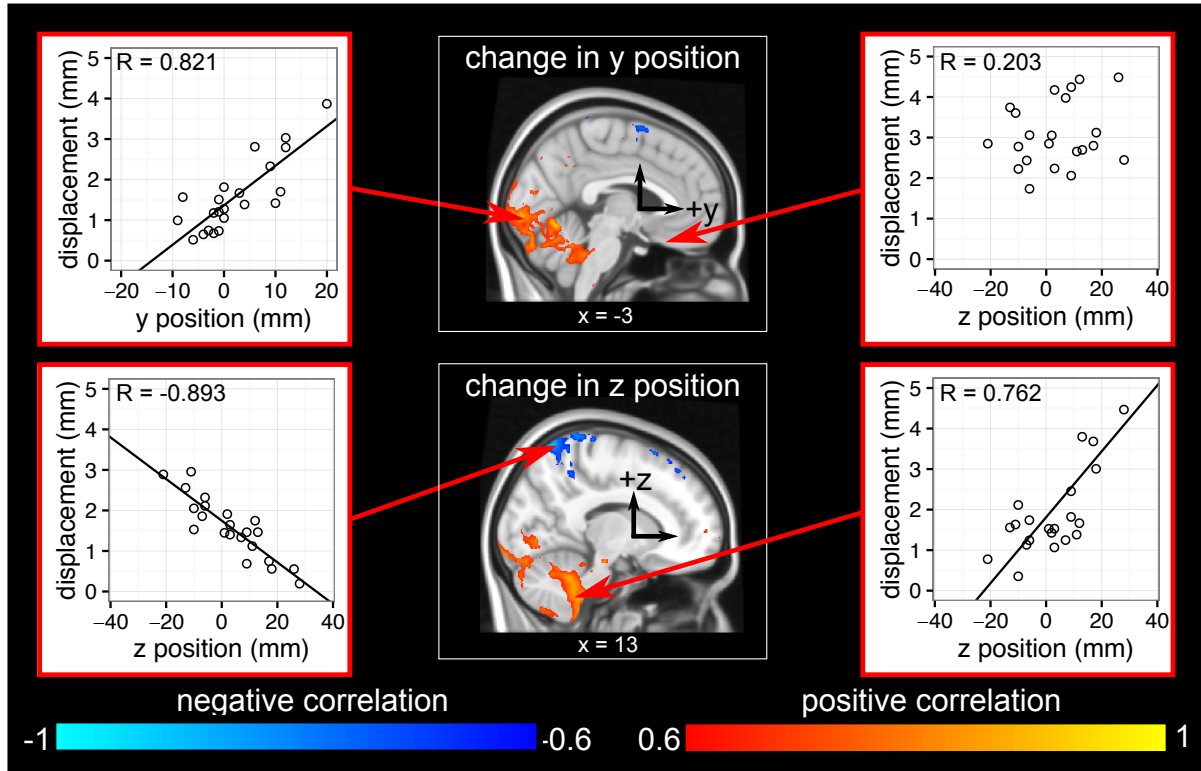 R = 0.821
displacement (mm)
5
4
3
2
1
0
−20 −10 0 10 20
y position (mm)
change in y position
+y
x = -3
R = 0.203
displacement (mm)
5
4
3
2
1
0
−40 −20 0 20 40
z position (mm)
R = -0.893
displacement (mm)
5
4
3
2
1
0
−40 −20 0 20 40
z position (mm)
change in z position
+z
x = 13
R = 0.762
displacement (mm)
5
4
3
2
1
0
−40 −20 0 20 40
z position (mm)
negative correlation
-1 -0.6
positive correlation
0.6 1